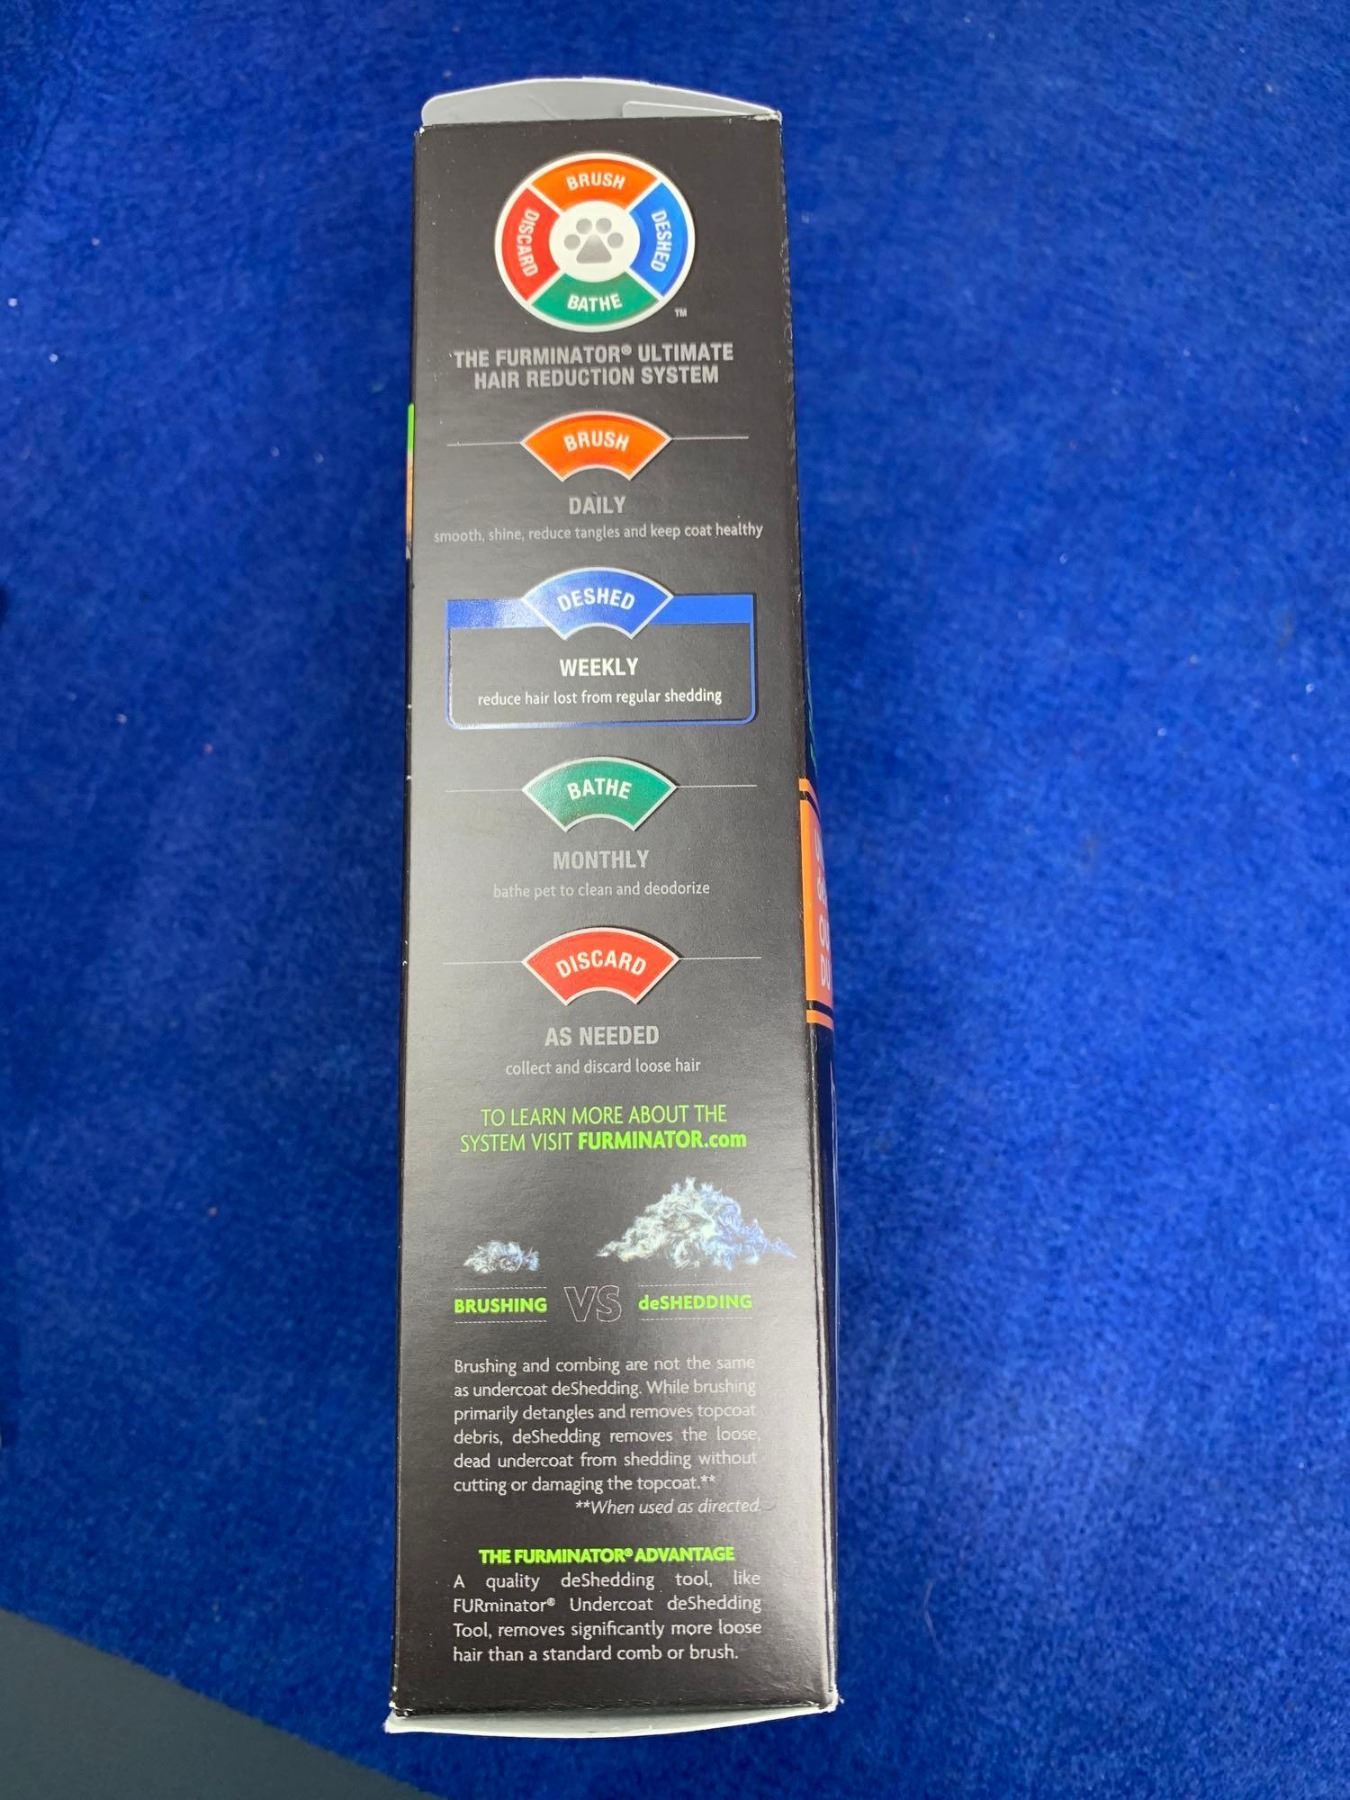 BRUSH
DISCARD
DESHED
BATHE
TM
THE FURMINATOR® ULTIMATE
HAIR REDUCTION SYSTEM
BRUSH
DAILY
smooth, shine, reduce tangles and keep coat healthy
DESHED
WEEKLY
reduce hair lost from regular shedding
BATHE
MONTHLY
bathe pet to clean and deodorize
DISCARD
AS NEEDED
collect and discard loose hair
TO LEARN MORE ABOUT THE
SYSTEM VISIT FURMINATOR.com
BRUSHING VS deSHEDDING
Brushing and combing are not the same
as undercoat deShedding. While brushing
primarily detangles and removes topcoat
debris, deShedding removes the loose,
dead undercoat from shedding without
cutting or damaging the topcoat.**
**When used as directed.
THE FURMINATOR® ADVANTAGE
A quality deShedding tool, like
FURminator® Undercoat deShedding
Tool, removes significantly more loose
hair than a standard comb or brush.